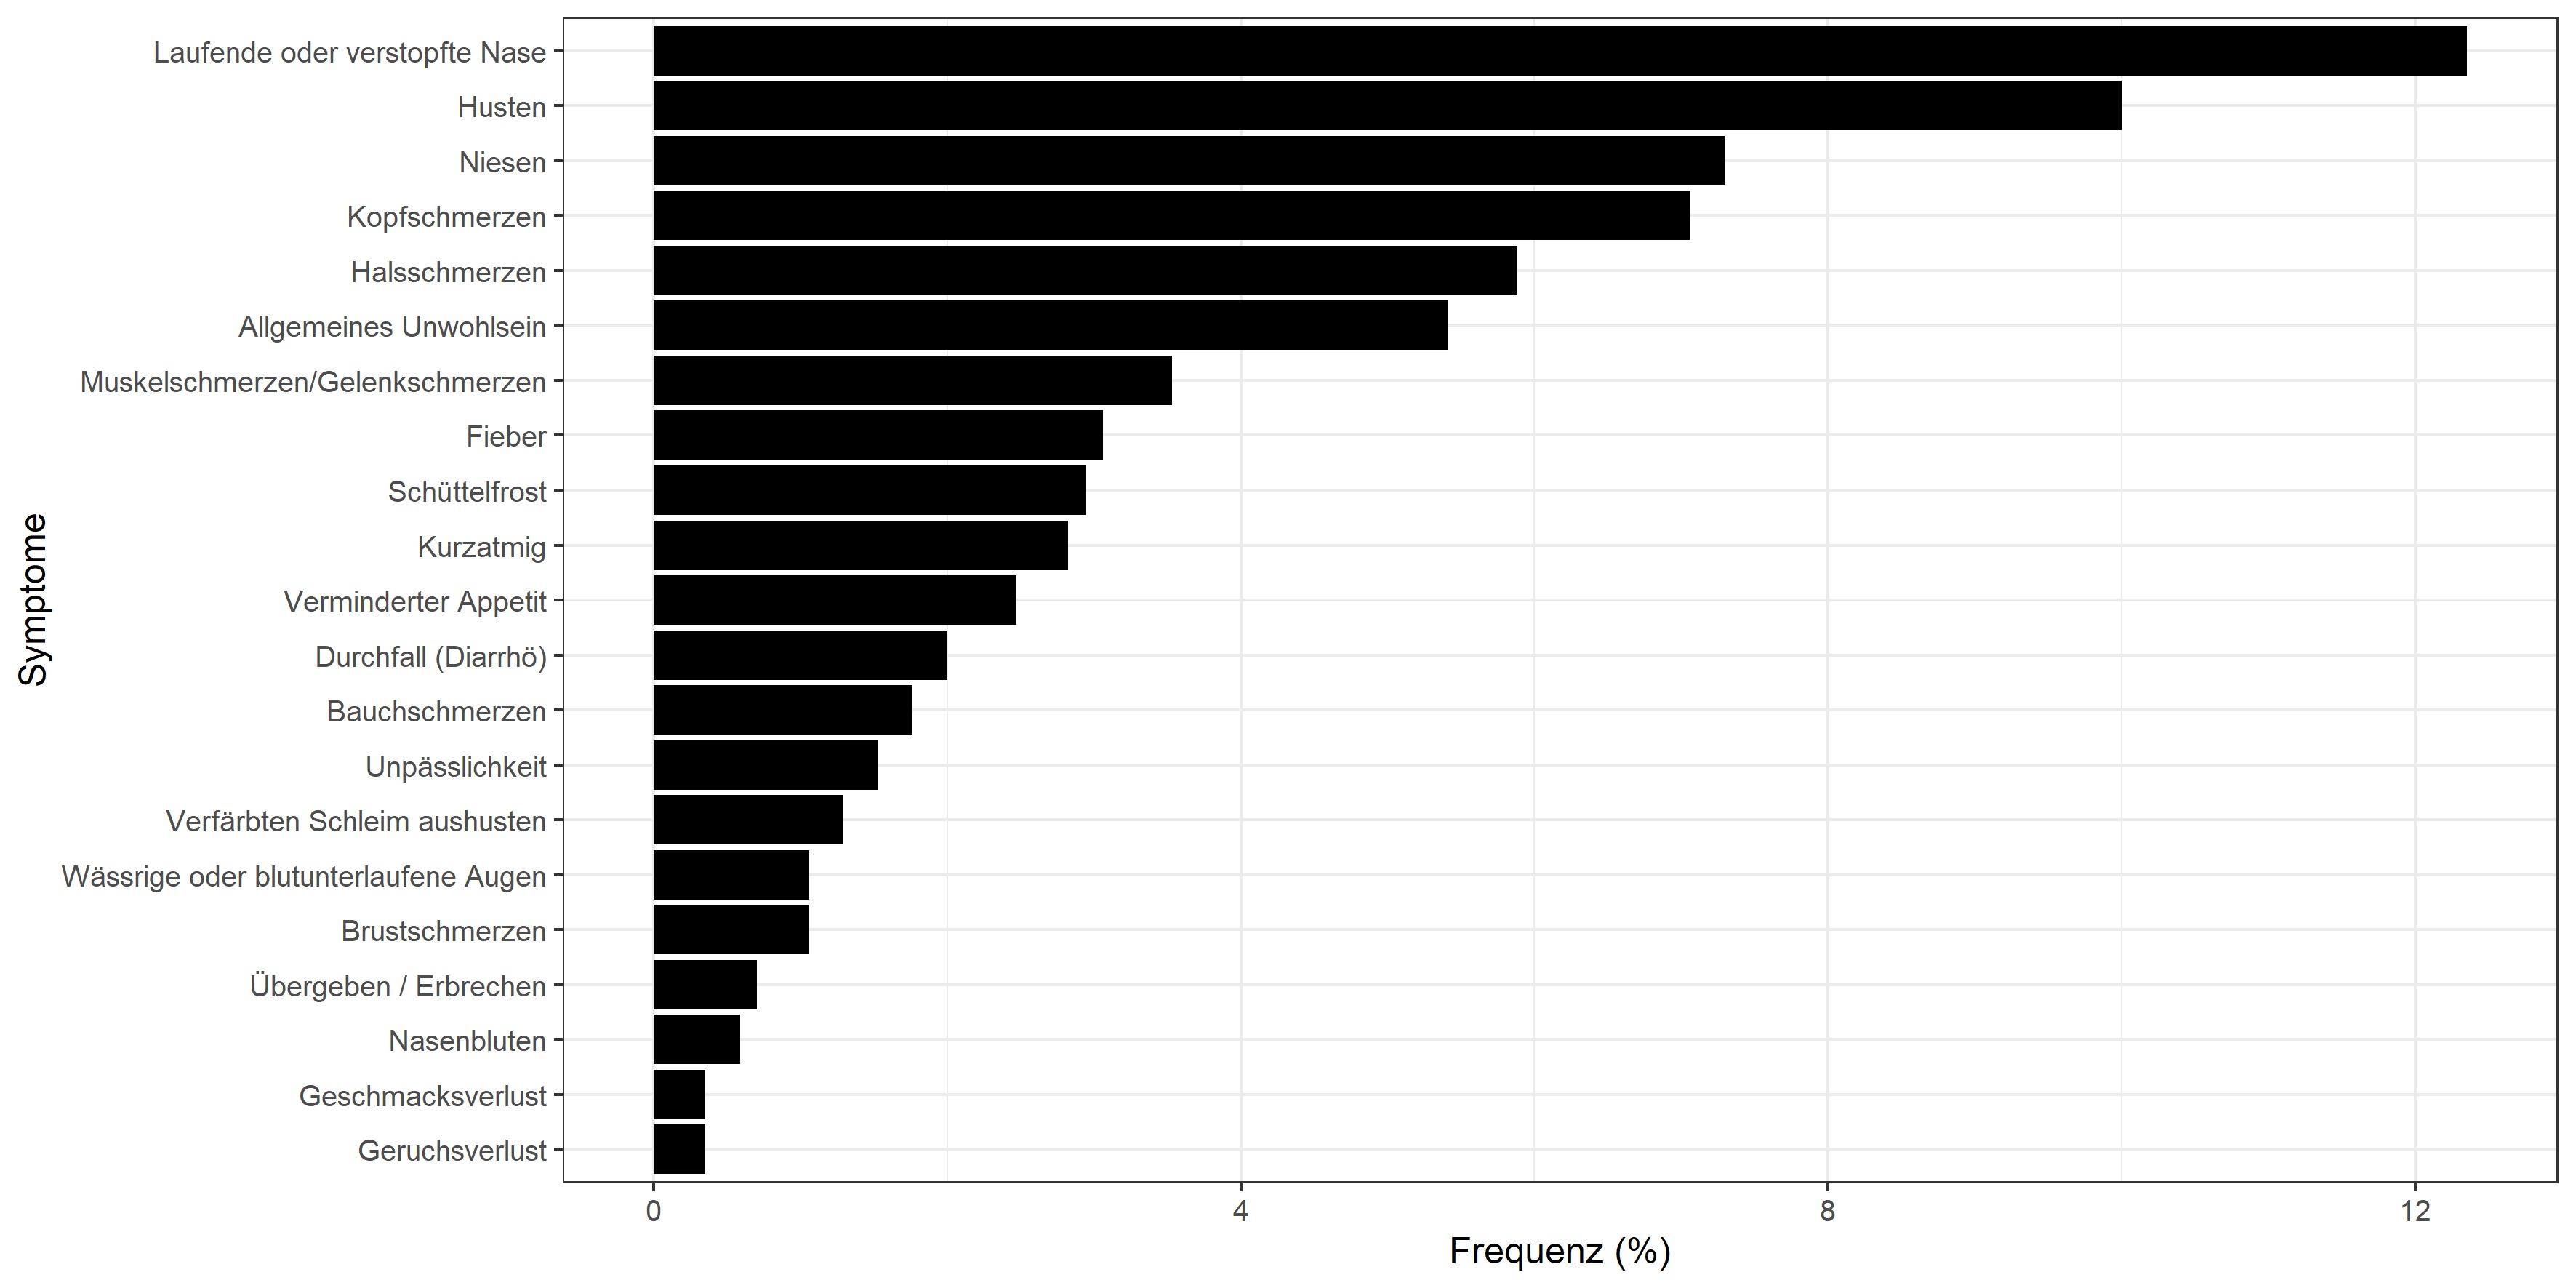 Laufende oder verstopfte Nase
Husten
Niesen
Kopfschmerzen
Halsschmerzen
Allgemeines Unwohlsein
Muskelschmerzen/Gelenkschmerzen
Fieber
Schüttelfrost
Kurzatmig
Verminderter Appetit
Durchfall (Diarrhö)
Bauchschmerzen
Unpässlichkeit
Verfärbten Schleim aushusten
Wässrige oder blutunterlaufene Augen
Brustschmerzen
Übergeben / Erbrechen
Nasenbluten
Geschmacksverlust
Geruchsverlust
Symptome
0 4 8 12
Frequenz (%)